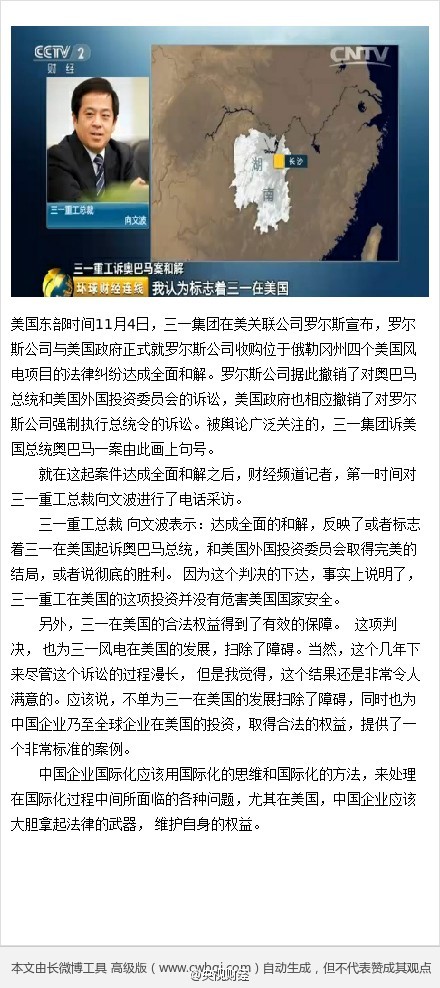 CCTV 2
财 经
CNTV
湖
南
长沙
三一重工总裁
向文波
三一重工诉奥巴马案和解
环球财经连线
我认为标志着三一在美国
美国东部时间11月4日，三一集团在美关联公司罗尔斯宣布，罗尔
斯公司与美国政府正式就罗尔斯公司收购位于俄勒冈州四个美国风
电项目的法律纠纷达成全面和解。罗尔斯公司据此撤销了对奥巴马
总统和美国外国投资委员会的诉讼，美国政府也相应撤销了对罗尔
斯公司强制执行总统令的诉讼。被舆论广泛关注的，三一集团诉美
国总统奥巴马一案由此画上句号。
就在这起案件达成全面和解之后，财经频道记者，第一时间对
三一重工总裁向文波进行了电话采访。
三一重工总裁 向文波表示：达成全面的和解，反映了或者标志
着三一在美国起诉奥巴马总统，和美国外国投资委员会取得完美的
结局，或者说彻底的胜利。 因为这个判决的下达，事实上说明了，
三一重工在美国的这项投资并没有危害美国国家安全。
另外，三一在美国的合法权益得到了有效的保障。 这项判
决， 也为三一风电在美国的发展，扫除了障碍。当然，这个几年下
来尽管这个诉讼的过程漫长， 但是我觉得，这个结果还是非常令人
满意的。应该说，不单为三一在美国的发展扫除了障碍，同时也为
中国企业乃至全球企业在美国的投资，取得合法的权益，提供了一
个非常标准的案例。
中国企业国际化应该用国际化的思维和国际化的方法，来处理
在国际化过程中间所面临的各种问题，尤其在美国，中国企业应该
大胆拿起法律的武器， 维护自身的权益。
本文由长微博工具 高级版（www.cwbgj.com）自动生成，但不代表赞成其观点
@央视财经